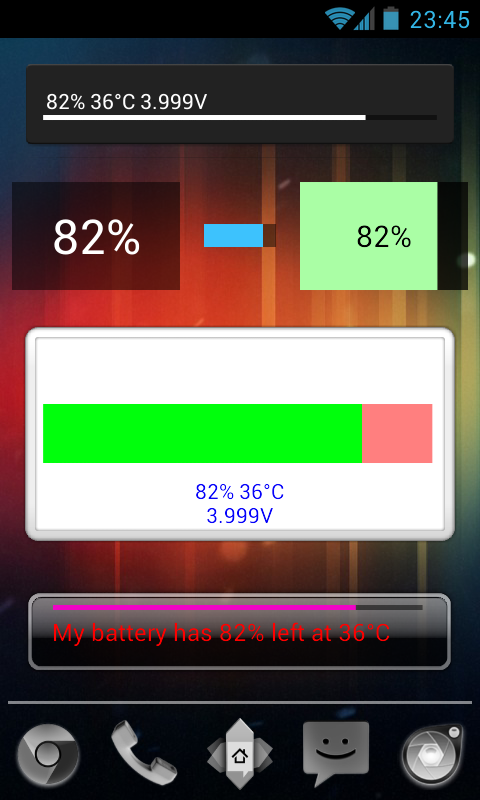 23:45
82% 36°C 3.999V
82%
82%
82% 36°C
3.999V
My battery has 82% left at 36°C